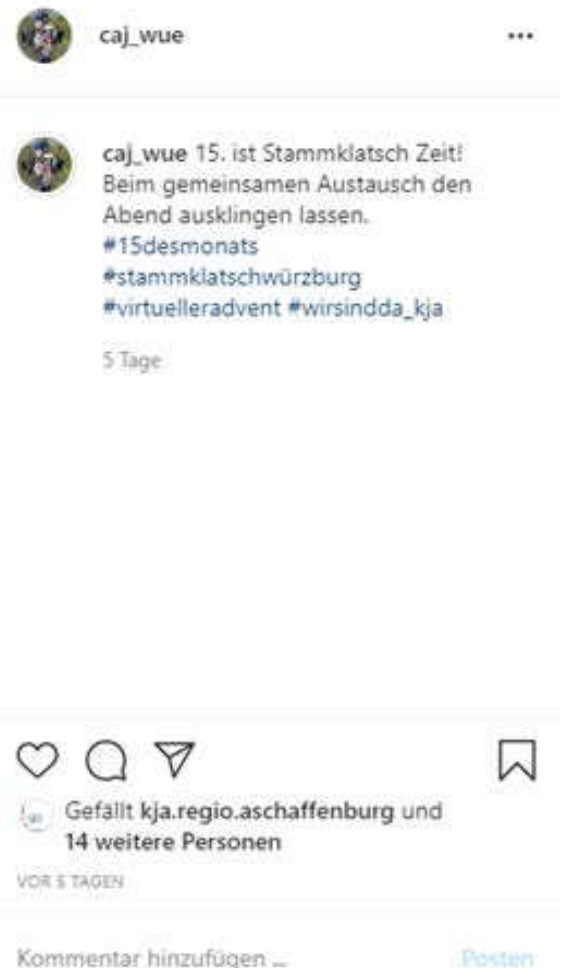 caj_wue
caj_wue 15. ist Stammklatsch Zeit!
Beim gemeinsamen Austausch den
Abend ausklingen lassen.
#15desmonats
#stammklatschwürzburg
#virtuelleradvent #wirsindda_kja
5 Tage
Gefällt kja.regio.aschaffenburg und
14 weitere Personen
VOR 5 TAGEN
Kommentar hinzufügen ...
Posten